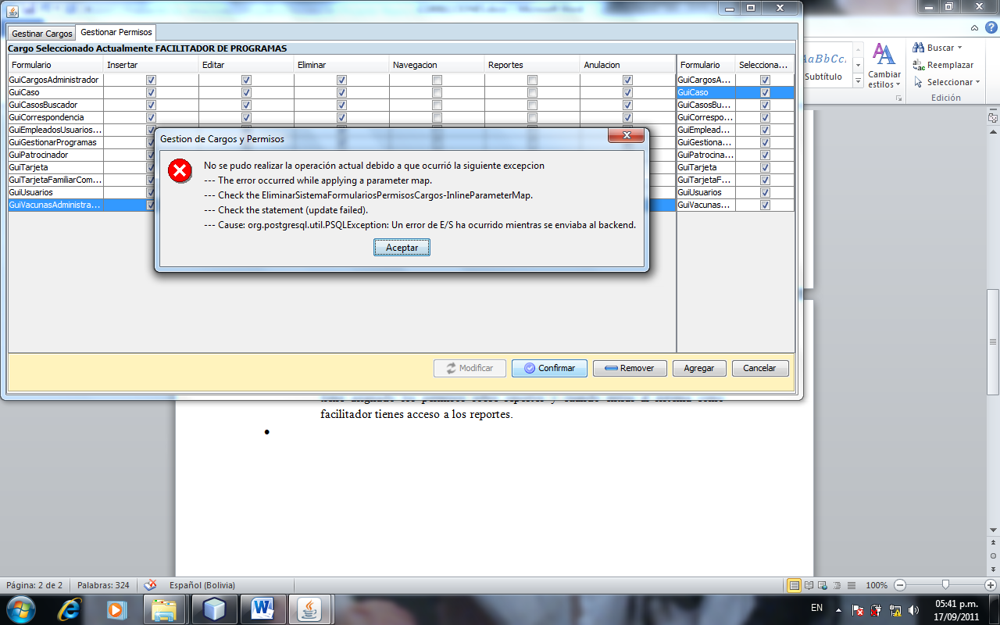 Gestinar Cargos
Gestionar Permisos
Cargo Seleccionado Actualmente FACILITADOR DE PROGRAMAS
Formulario Insertar Editar Eliminar Navegacion Reportes Anulacion Formulario Selecciona...
GuiCargosAdministrador GuiCargosA...
GuiCaso GuiCaso
GuiCasosBuscador GuiCasosBu...
GuiCorrespondencia GuiCorrespo...
GuiEmpleadosUsuarios... GuiEmplead...
GuiGestionarProgramas GuiGestiona...
GuiPatrocinador GuiPatrocina...
GuiTarjeta GuiTarjeta
GuiTarjetaFamiliarCom... GuiTarjetaF...
GuiUsuarios GuiUsuarios
GuiVacunasAdministra... GuiVacunas...
Gestion de Cargos y Permisos
No se pudo realizar la operación actual debido a que ocurrió la siguiente excepcion
--- The error occurred while applying a parameter map.
--- Check the EliminarSistemaFormulariosPermisosCargos-InlineParameterMap.
--- Check the statement (update failed).
--- Cause: org.postgresql.util.PSQLException: Un error de E/S ha ocurrido mientras se enviaba al backend.
Aceptar
Modificar Confirmar Remover Agregar Cancelar
AaBbCc.
Subtítulo
Cambiar estilos
Buscar
Reemplazar
Seleccionar
Edición
facilitador tienes acceso a los reportes.
Página: 2 de 2 Palabras: 324 Español (Bolivia) 100%
EN
05:41 p.m.
17/09/2011